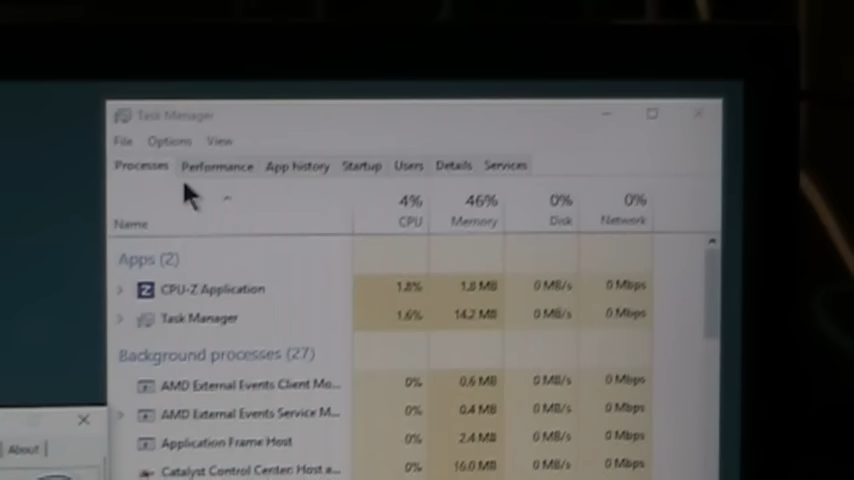 Task Manager
File Options View
Processes Performance App history Startup Users Details Services
4% 46% 0% 0%
Name CPU Memory Disk Network
Apps (2)
CPU-Z Application 1.8% 1.8 MB 0 MB/s 0 Mbps
Task Manager 1.6% 14.2 MB 0 MB/s 0 Mbps
Background processes (27)
AMD External Events Client Mo... 0% 0.6 MB 0 MB/s 0 Mbps
AMD External Events Service M... 0% 0.4 MB 0 MB/s 0 Mbps
Application Frame Host 0% 2.4 MB 0 MB/s 0 Mbps
Catalyst Control Center: Host a... 0% 16.0 MB 0 MB/s 0 Mbps
About